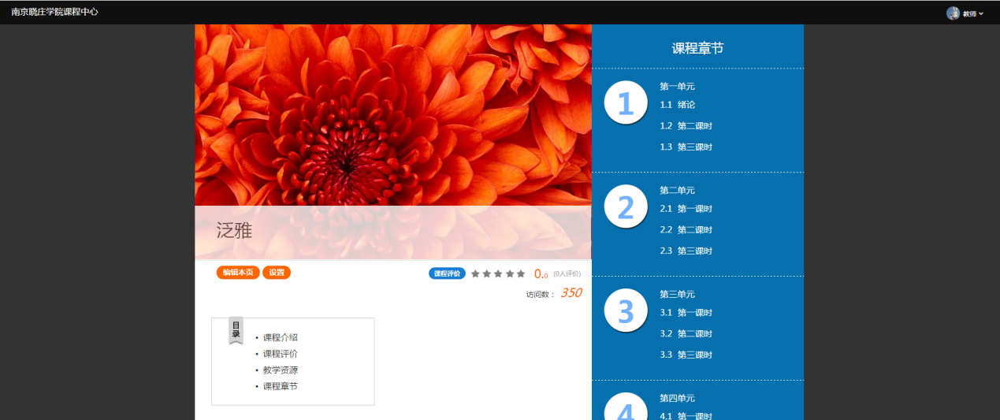 南京晓庄学院课程中心
教师
泛雅
编辑本页 设置
课程评价 0.0 (0人评价)
访问数： 350
目录
• 课程介绍
• 课程评价
• 教学资源
• 课程章节
课程章节
1
第一单元
1.1 绪论
1.2 第二课时
1.3 第三课时
2
第二单元
2.1 第一课时
2.2 第二课时
2.3 第三课时
3
第三单元
3.1 第一课时
3.2 第二课时
3.3 第三课时
4
第四单元
4.1 第一课时